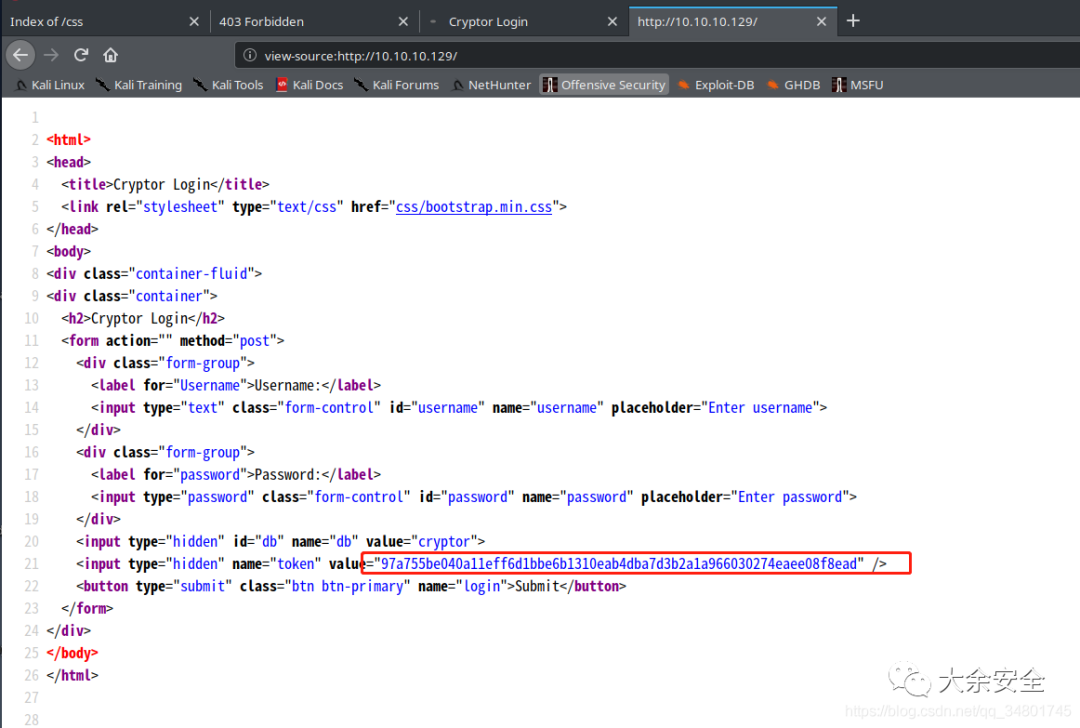 Index of /css
403 Forbidden
Cryptor Login
http://10.10.10.129/
view-source:http://10.10.10.129/
Kali Linux Kali Training Kali Tools Kali Docs Kali Forums NetHunter Offensive Security Exploit-DB GHDB MSFU
1
2 <html>
3 <head>
4 <title>Cryptor Login</title>
5 <link rel="stylesheet" type="text/css" href="css/bootstrap.min.css">
6 </head>
7 <body>
8 <div class="container-fluid">
9 <div class="container">
10 <h2>Cryptor Login</h2>
11 <form action="" method="post">
12 <div class="form-group">
13 <label for="Username">Username:</label>
14 <input type="text" class="form-control" id="username" name="username" placeholder="Enter username">
15 </div>
16 <div class="form-group">
17 <label for="password">Password:</label>
18 <input type="password" class="form-control" id="password" name="password" placeholder="Enter password">
19 </div>
20 <input type="hidden" id="db" name="db" value="cryptor">
21 <input type="hidden" name="token" value="97a755be040a11eff6d1bbe6b1310eab4dba7d3b2a1a966030274eaee08f8ead" />
22 <button type="submit" class="btn btn-primary" name="login">Submit</button>
23 </form>
24 </div>
25 </body>
26 </html>
27
28
大余安全
https://blog.csdn.net/qq_34801745